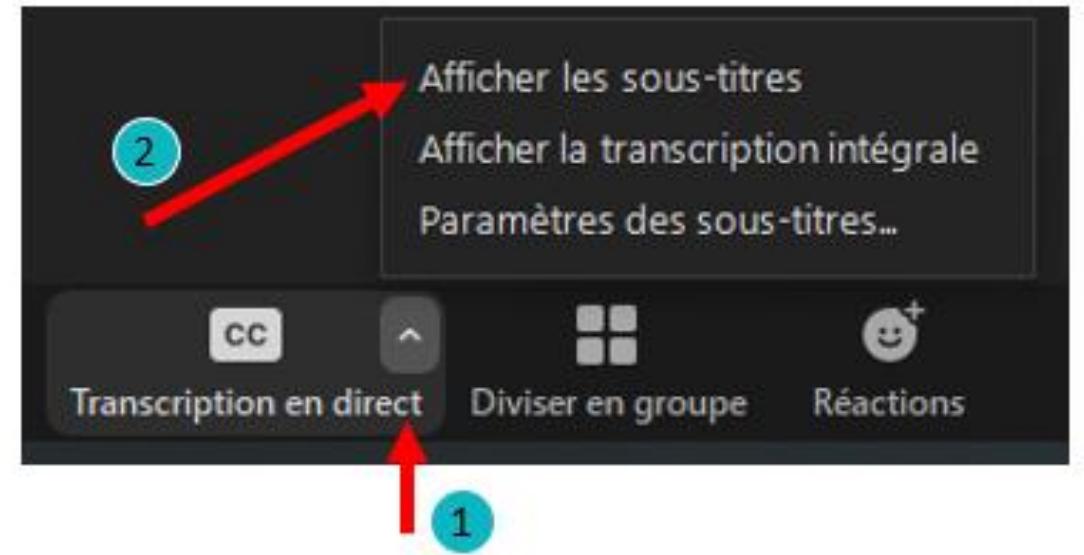 Afficher les sous-titres
2
Afficher la transcription intégrale
Paramètres des sous-titres...
CC
Transcription en direct
Diviser en groupe
Réactions
1